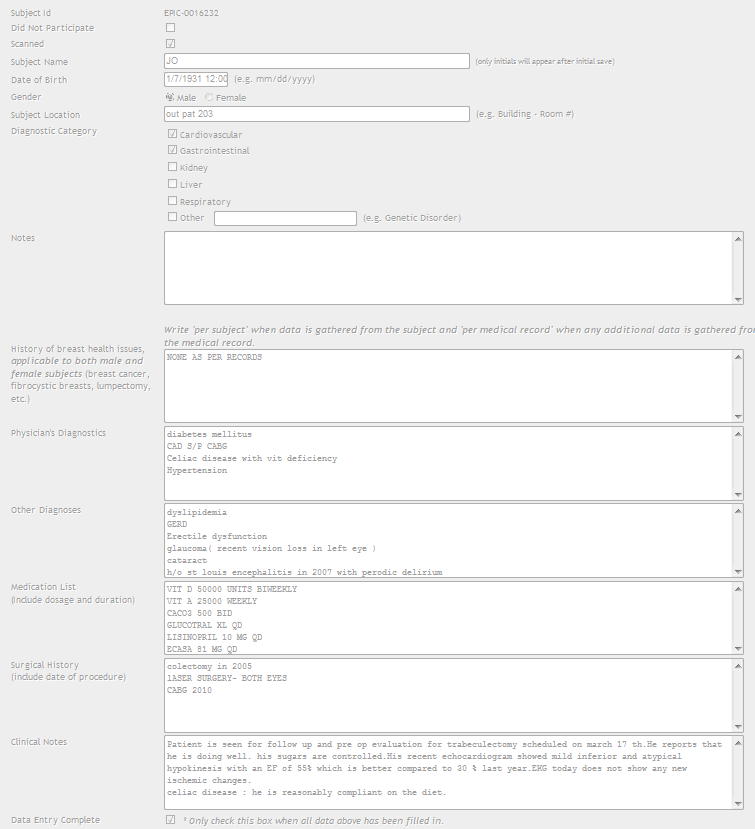 Subject Id EPIC-0016232
Did Not Participate
Scanned
Subject Name JO (only initials will appear after initial save)
Date of Birth 1/7/1931 12:00 (e.g. mm/dd/yyyy)
Gender Male Female
Subject Location out pat 203 (e.g. Building - Room #)
Diagnostic Category Cardiovascular
Gastrointestinal
Kidney
Liver
Respiratory
Other (e.g. Genetic Disorder)
Notes
Write 'per subject' when data is gathered from the subject and 'per medical record' when any additional data is gathered from
the medical record.
History of breast health issues,
applicable to both male and
female subjects (breast cancer,
fibrocystic breasts, lumpectomy,
etc.)
NONE AS PER RECORDS
Physician's Diagnostics
diabetes mellitus
CAD S/P CABG
Celiac disease with vit deficiency
Hypertension
Other Diagnoses
dyslipidemia
GERD
Erectile dysfunction
glaucoma( recent vision loss in left eye )
cataract
h/o st louis encephalitis in 2007 with perodic delirium
Medication List
(include dosage and duration)
VIT D 50000 UNITS BIWEEKLY
VIT A 25000 WEEKLY
CACO3 500 BID
GLUCOTRAL XL QD
LISINOPRIL 10 MG QD
ECASA 81 MG QD
Surgical History
(include date of procedure)
colectomy in 2005
lASER SURGERY- BOTH EYES
CABG 2010
Clinical Notes
Patient is seen for follow up and pre op evaluation for trabeculectomy scheduled on march 17 th.He reports that
he is doing well. his sugars are controlled.His recent echocardiogram showed mild inferior and atypical
hypokinesis with an EF of 55% which is better compared to 30 % last year.EKG today does not show any new
ischemic changes.
celiac disease : he is reasonably compliant on the diet.
Data Entry Complete * Only check this box when all data above has been filled in.